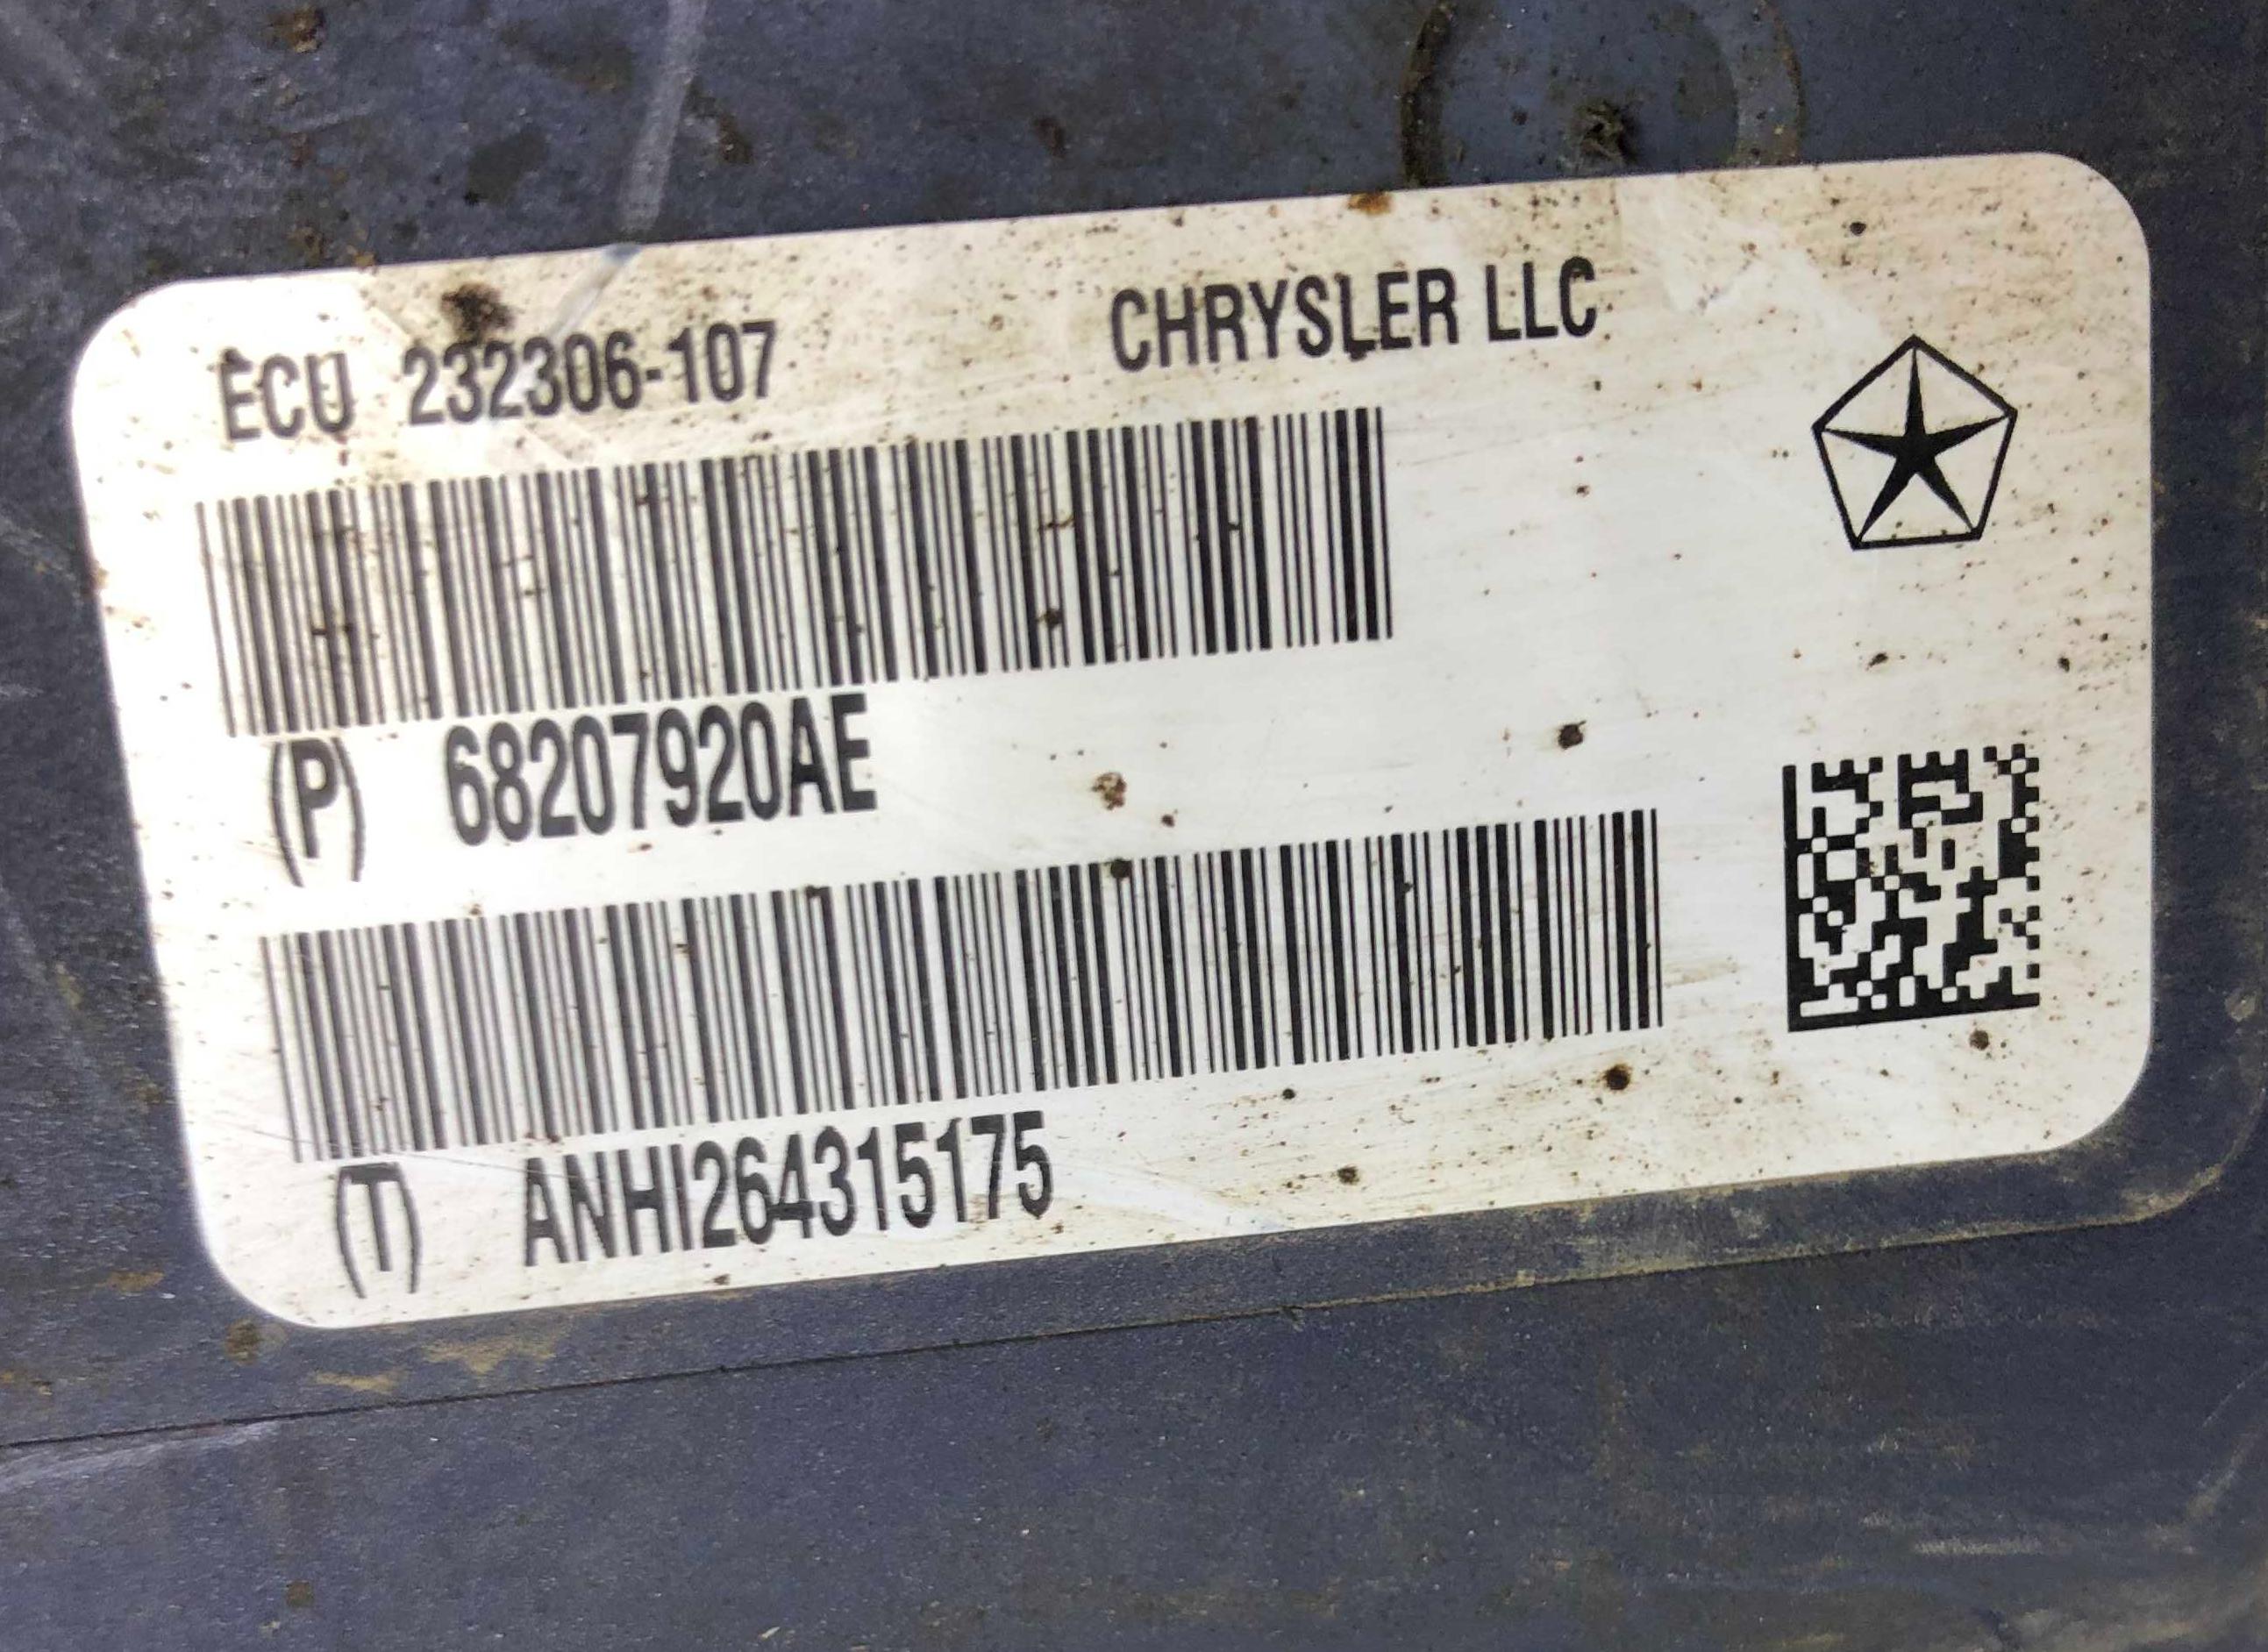 ECU 232306-107 CHRYSLER LLC
(P) 68207920AE
(T) ANHI264315175